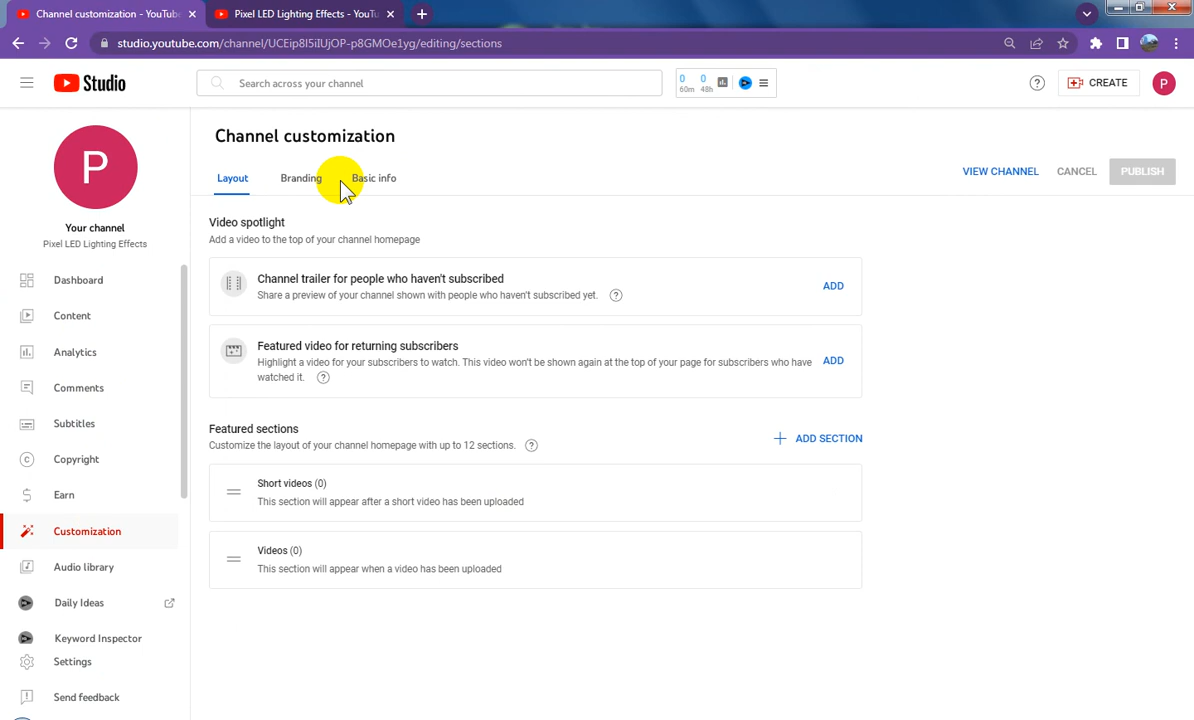 Channel customization - YouTube
Pixel LED Lighting Effects - YouTu
studio.youtube.com/channel/UCEip8I5iIUjOP-p8GMOe1yg/editing/sections
Studio
Search across your channel
0 0
60m 48h
CREATE
P
P
Your channel
Pixel LED Lighting Effects
Dashboard
Content
Analytics
Comments
Subtitles
Copyright
Earn
Customization
Audio library
Daily Ideas
Keyword Inspector
Settings
Send feedback
Channel customization
Layout Branding Basic info
VIEW CHANNEL CANCEL PUBLISH
Video spotlight
Add a video to the top of your channel homepage
Channel trailer for people who haven't subscribed
Share a preview of your channel shown with people who haven't subscribed yet.
ADD
Featured video for returning subscribers
Highlight a video for your subscribers to watch. This video won't be shown again at the top of your page for subscribers who have
watched it.
ADD
Featured sections
Customize the layout of your channel homepage with up to 12 sections.
ADD SECTION
Short videos (0)
This section will appear after a short video has been uploaded
Videos (0)
This section will appear when a video has been uploaded